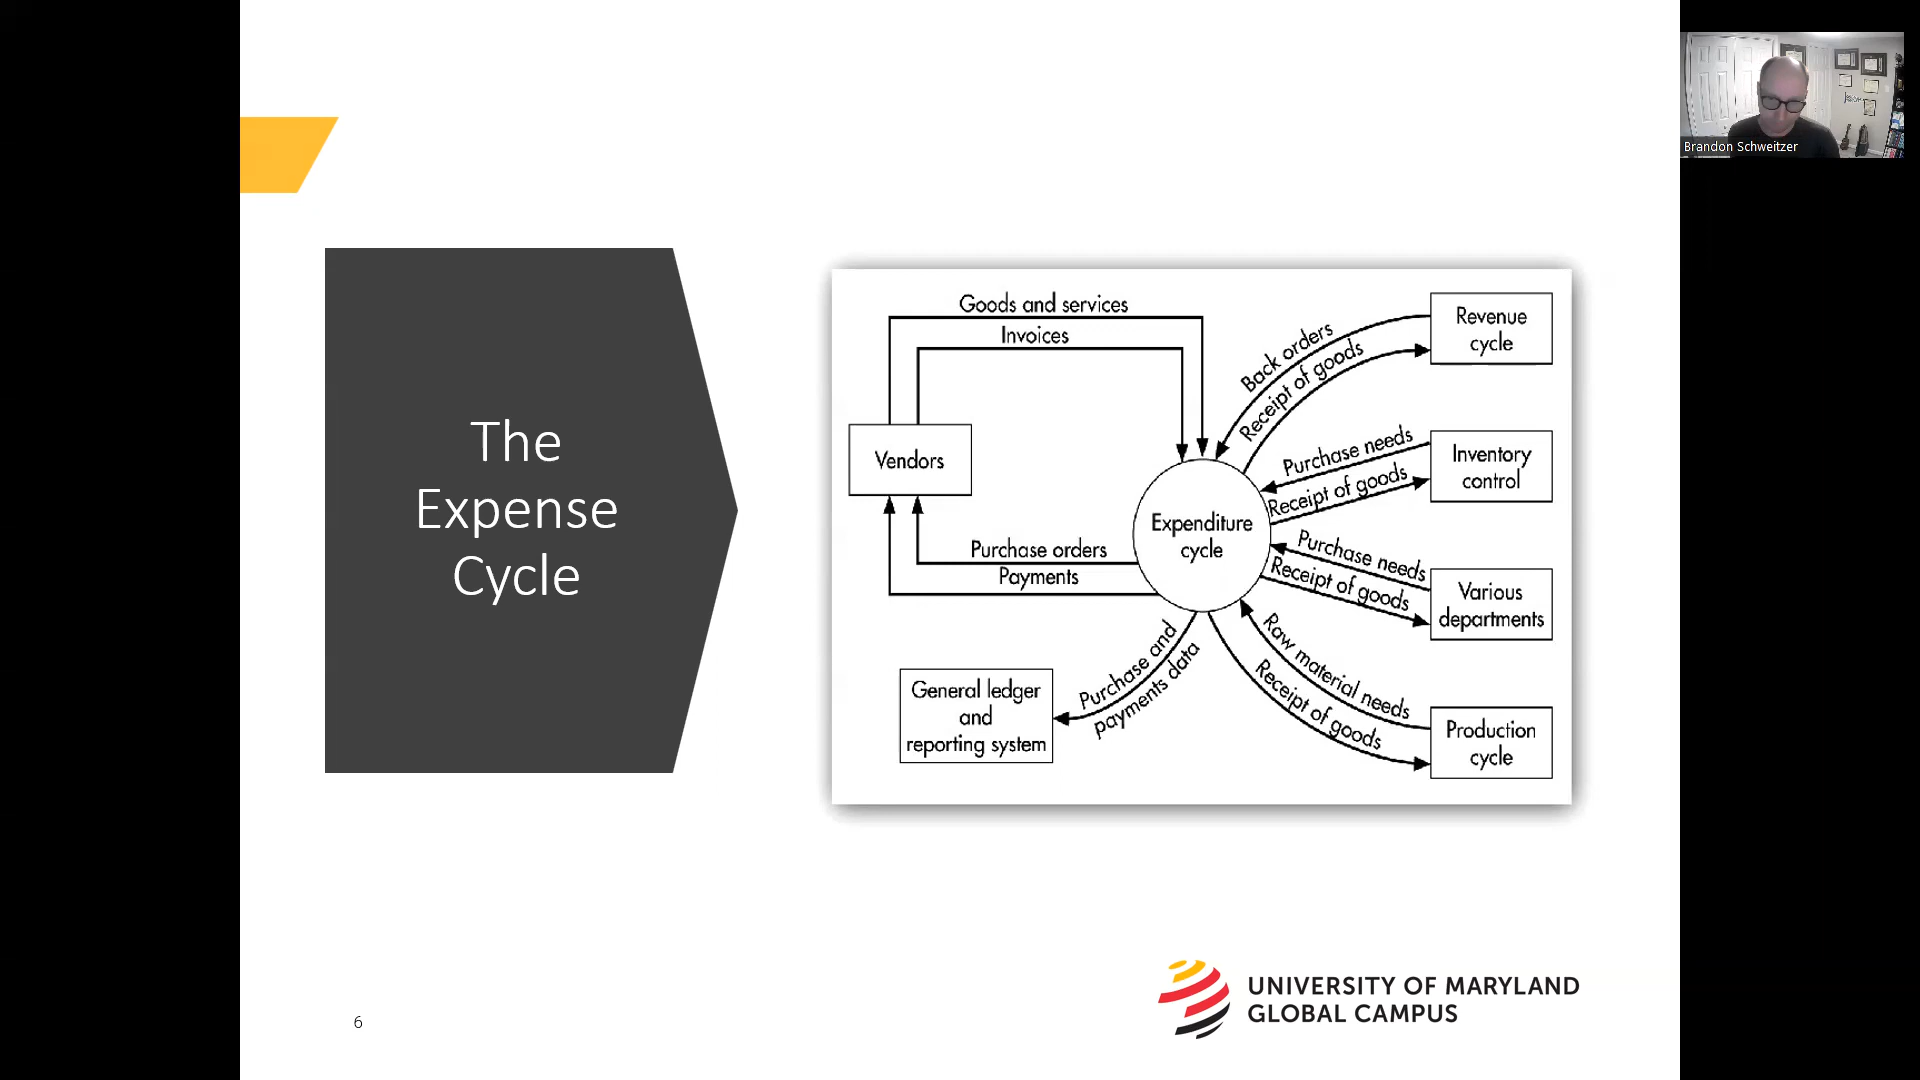 The
Expense
Cycle
Goods and services
Invoices
Vendors
Purchase orders
Payments
Expenditure
cycle
Back orders
Receipt of goods
Revenue
cycle
Purchase needs
Receipt of goods
Inventory
control
Purchase needs
Receipt of goods
Various
departments
Raw material needs
Receipt of goods
Production
cycle
Purchase and
payments data
General ledger
and
reporting system
6
UNIVERSITY OF MARYLAND
GLOBAL CAMPUS
Brandon Schweitzer